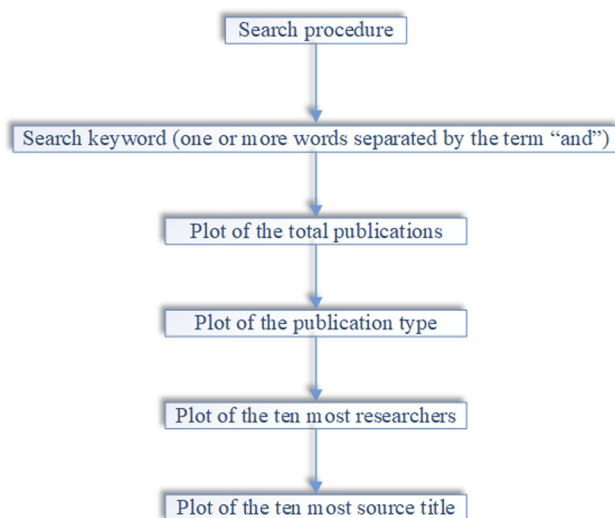 Search procedure
Search keyword (one or more words separated by the term “and”)
Plot of the total publications
Plot of the publication type
Plot of the ten most researchers
Plot of the ten most source title